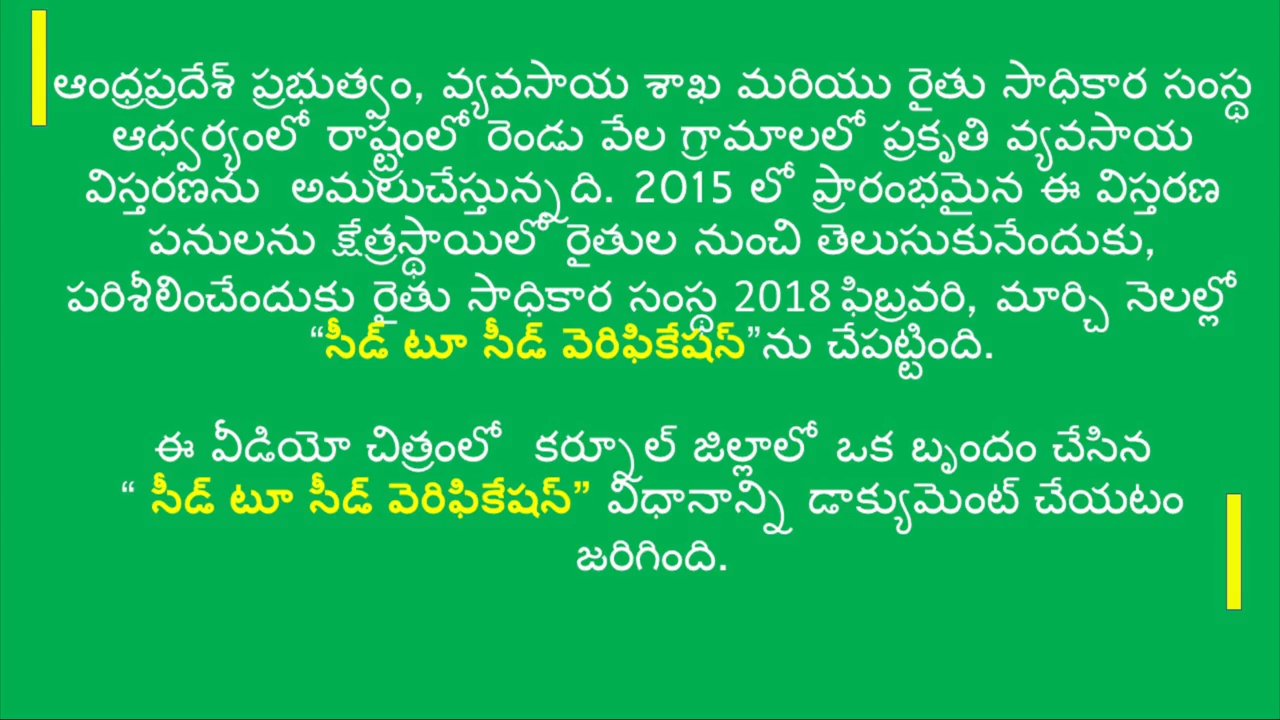 ఆంధ్రప్రదేశ్ ప్రభుత్వం, వ్యవసాయ శాఖ మరియు రైతు సాధికార సంస్థ
ఆధ్వర్యంలో రాష్ట్రంలో రెండు వేల గ్రామాలలో ప్రకృతి వ్యవసాయ
విస్తరణను అమలుచేస్తున్నది. 2015 లో ప్రారంభమైన ఈ విస్తరణ
పనులను క్షేత్రస్థాయిలో రైతుల నుంచి తెలుసుకునేందుకు,
పరిశీలించేందుకు రైతు సాధికార సంస్థ 2018 ఫిబ్రవరి, మార్చి నెలల్లో
“సీడ్ టూ సీడ్ వెరిఫికేషన్”ను చేపట్టింది.
ఈ వీడియో చిత్రంలో కర్నూల్ జిల్లాలో ఒక బృందం చేసిన
“ సీడ్ టూ సీడ్ వెరిఫికేషన్” విధానాన్ని డాక్యుమెంట్ చేయటం
జరిగింది.